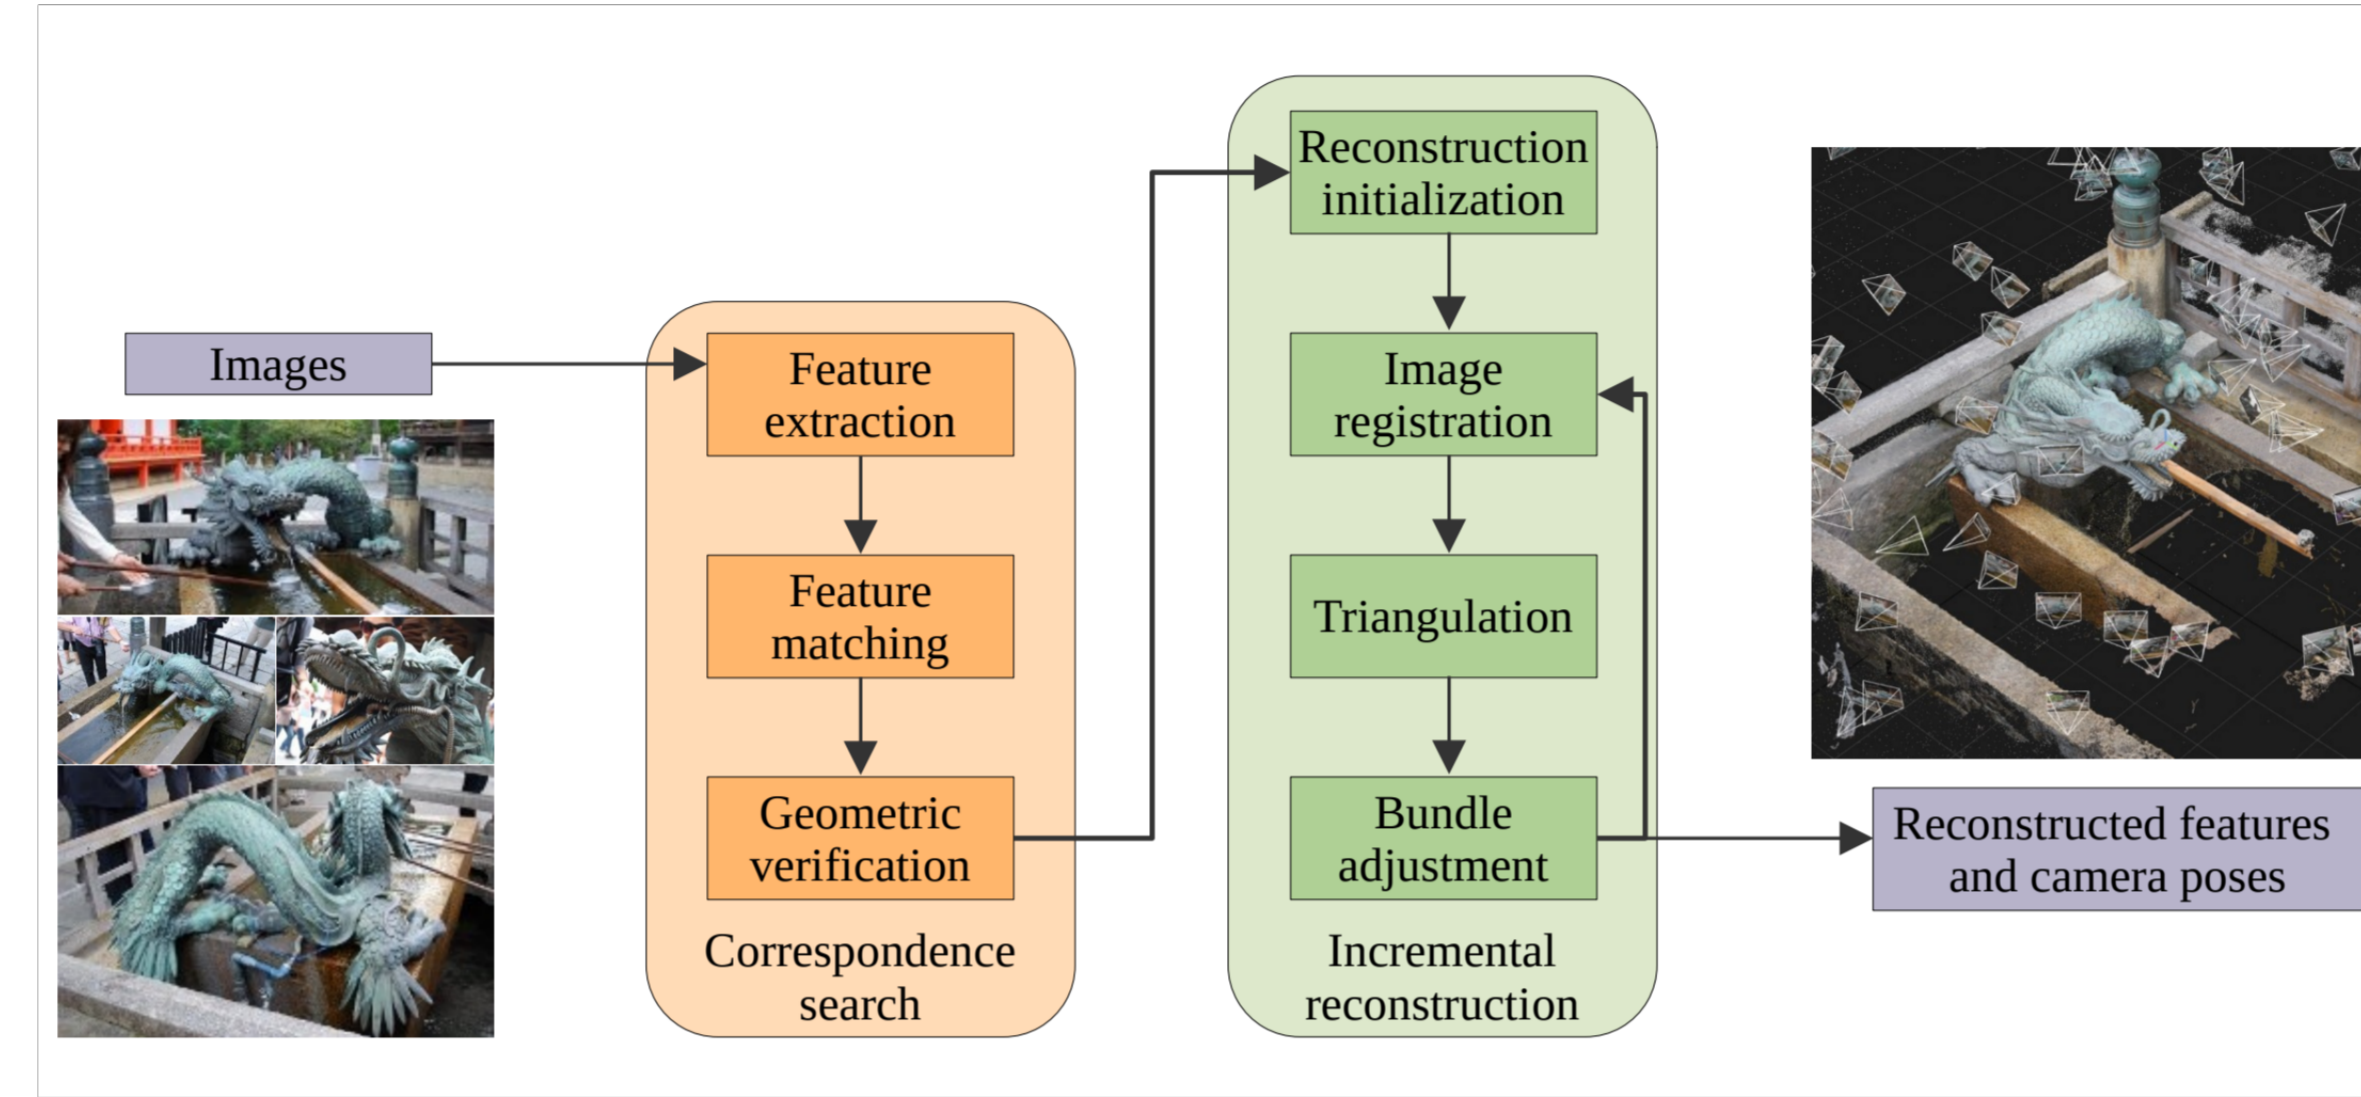 Images
Feature
extraction
Feature
matching
Geometric
verification
Correspondence
search
Reconstruction
initialization
Image
registration
Triangulation
Bundle
adjustment
Incremental
reconstruction
Reconstructed features
and camera poses